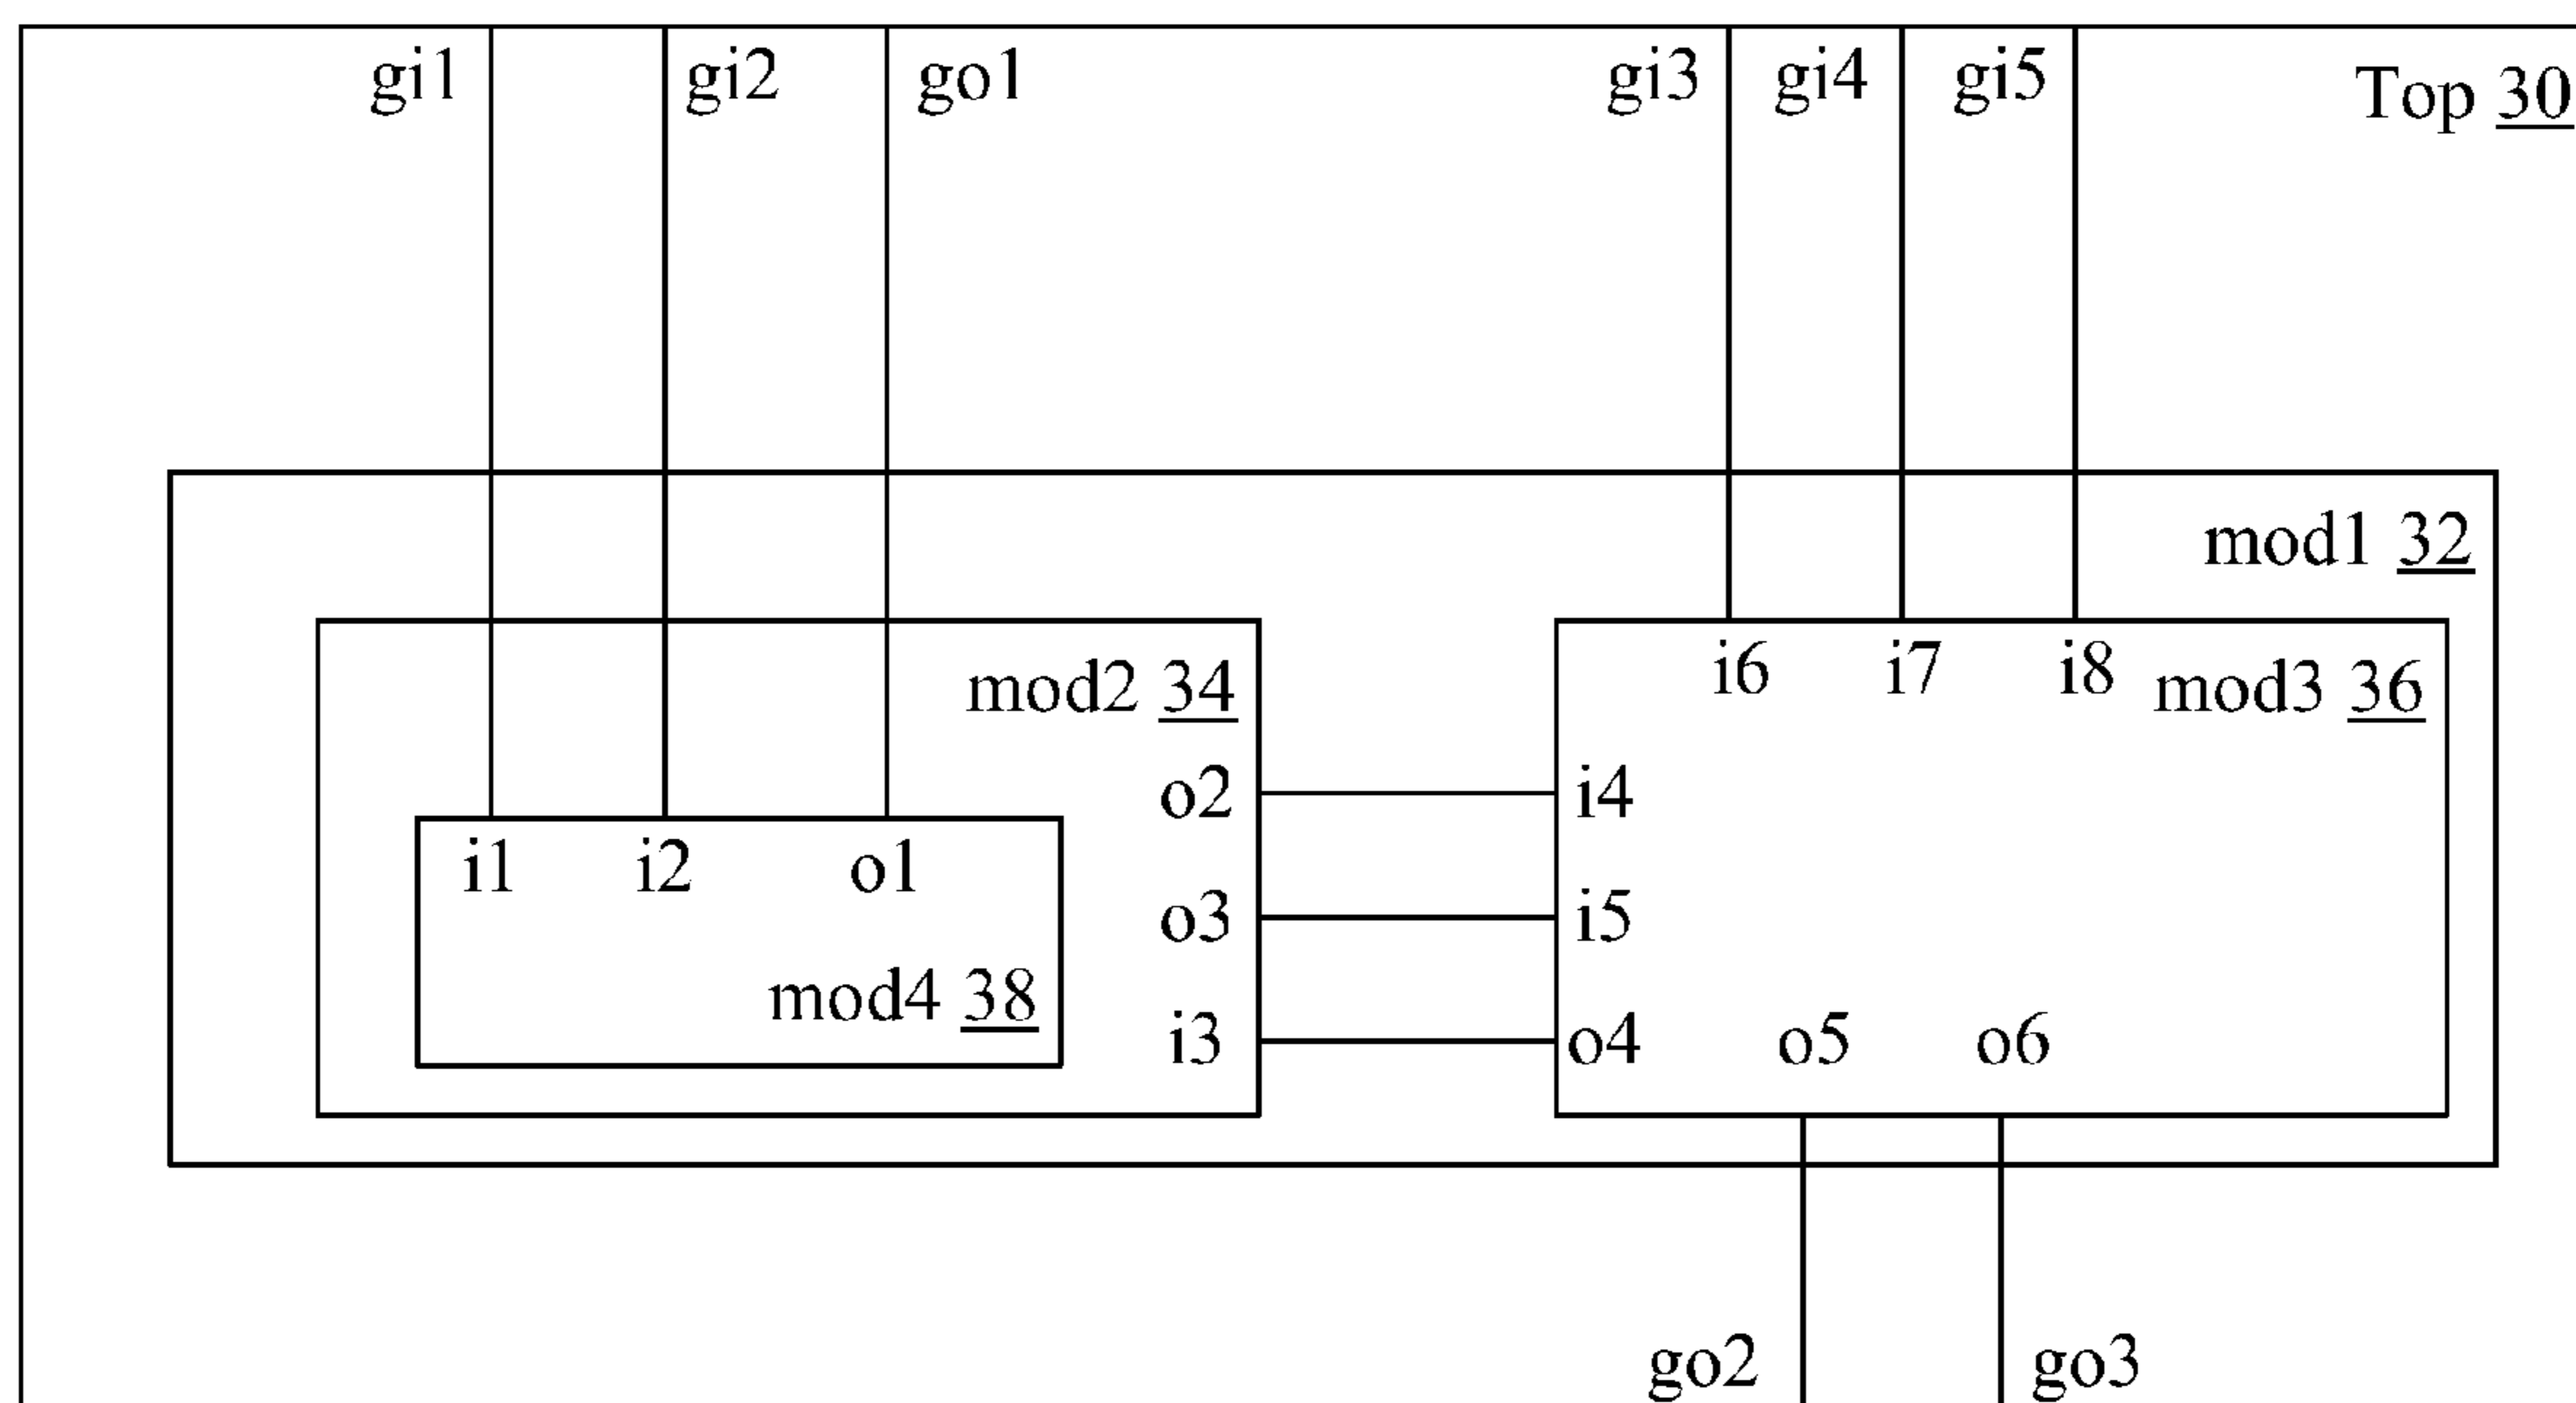 gi1 gi2 go1 gi3 gi4 gi5 Top 30
mod1 32
mod2 34 i6 i7 i8 mod3 36
o2 i4
i1 i2 o1
o3 i5
mod4 38
i3 o4 o5 o6
go2 go3